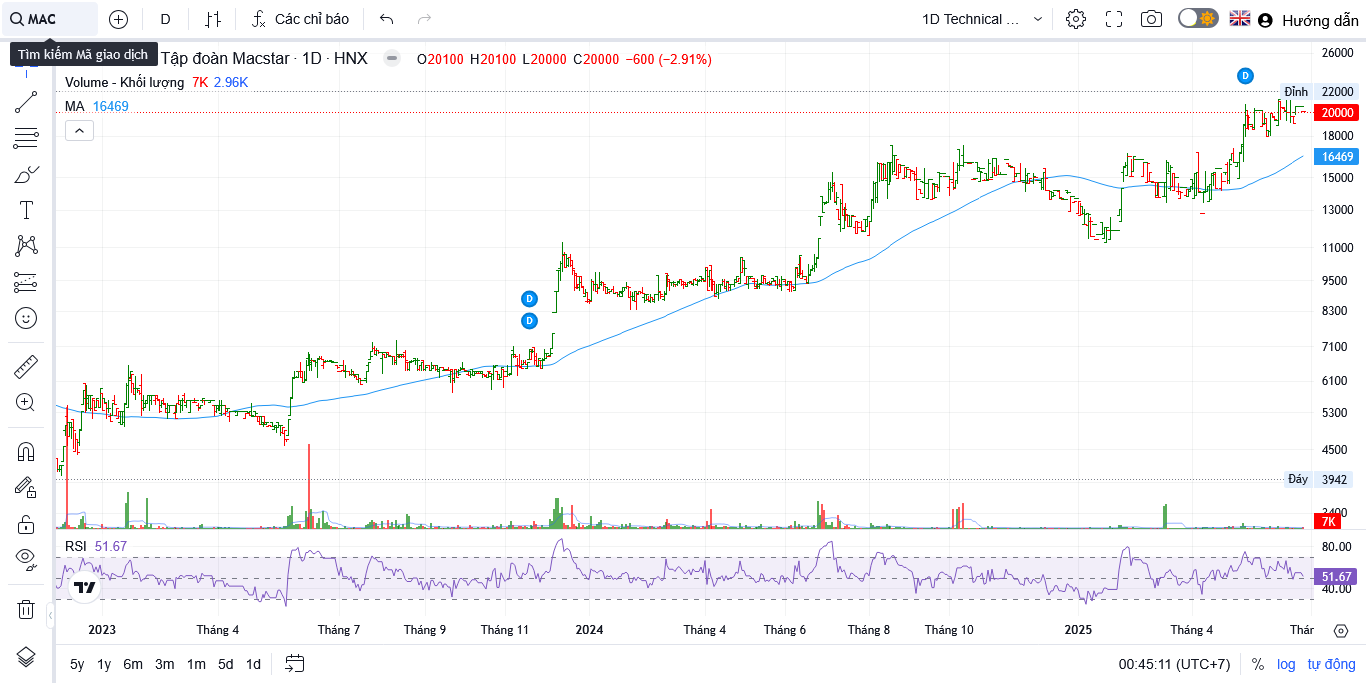 MAC
D
Các chỉ báo
1D Technical ...
Hướng dẫn
Tìm kiếm Mã giao dịch
Tập đoàn Macstar · 1D · HNX
O20100 H20100 L20000 C20000 −600 (−2.91%)
Volume - Khối lượng 7K 2.96K
MA 16469
D
D
D
26000
Đỉnh 22000
20000
18000
16469
15000
13000
11000
9500
8300
7100
6100
5300
4500
Đáy 3942
2400
7K
RSI 51.67
80.00
51.67
40.00
2023 Tháng 4 Tháng 7 Tháng 9 Tháng 11 2024 Tháng 4 Tháng 6 Tháng 8 Tháng 10 2025 Tháng 4 Thár
5y 1y 6m 3m 1m 5d 1d
00:45:11 (UTC+7) % log tự động